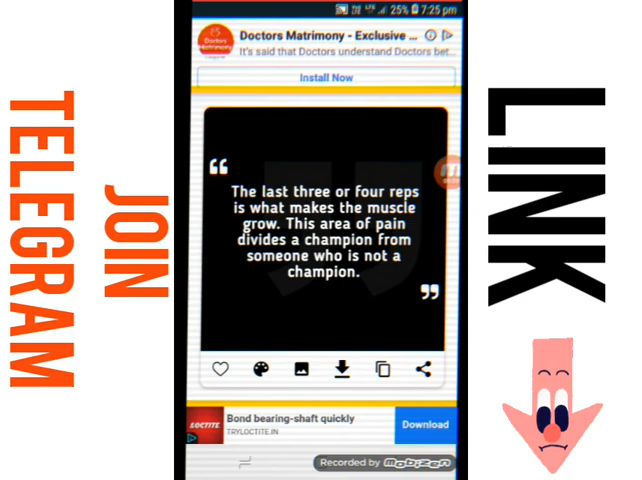 25% 7:25 pm
Doctors Matrimony - Exclusive ...
It's said that Doctors understand Doctors bet...
Install Now
The last three or four reps
is what makes the muscle
grow. This area of pain
divides a champion from
someone who is not a
champion.
LOCTITE
Bond bearing-shaft quickly
TRYLOCTITE.IN
Download
Recorded by mobizen
TELEGRAM
JOIN
LINK